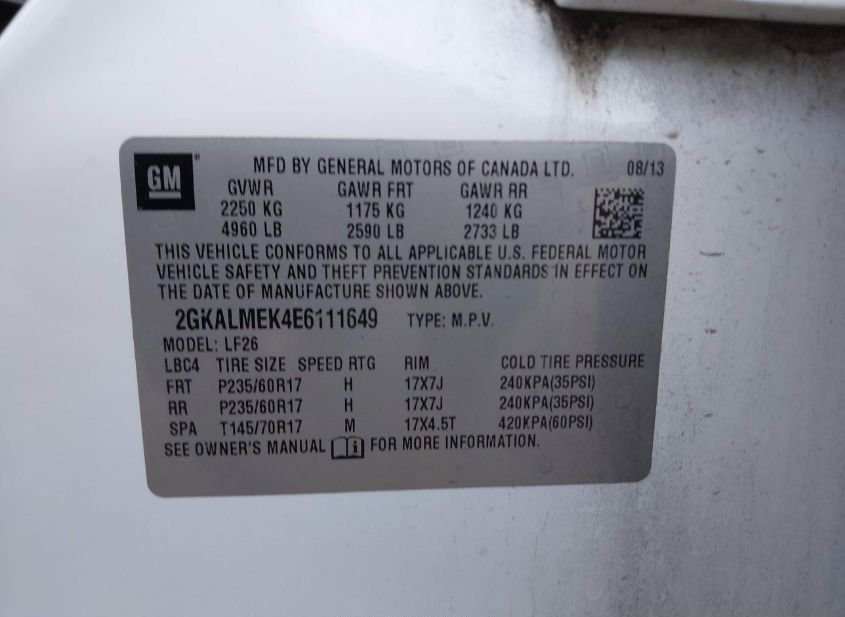 GM
MFD BY GENERAL MOTORS OF CANADA LTD. 08/13
GVWR GAWR FRT GAWR RR
2250 KG 1175 KG 1240 KG
4960 LB 2590 LB 2733 LB
THIS VEHICLE CONFORMS TO ALL APPLICABLE U.S. FEDERAL MOTOR
VEHICLE SAFETY AND THEFT PREVENTION STANDARDS IN EFFECT ON
THE DATE OF MANUFACTURE SHOWN ABOVE.
2GKALMEK4E6111649 TYPE: M.P.V.
MODEL: LF26
LBC4 TIRE SIZE SPEED RTG RIM COLD TIRE PRESSURE
FRT P235/60R17 H 17X7J 240KPA(35PSI)
RR P235/60R17 H 17X7J 240KPA(35PSI)
SPA T145/70R17 M 17X4.5T 420KPA(60PSI)
SEE OWNER'S MANUAL i FOR MORE INFORMATION.